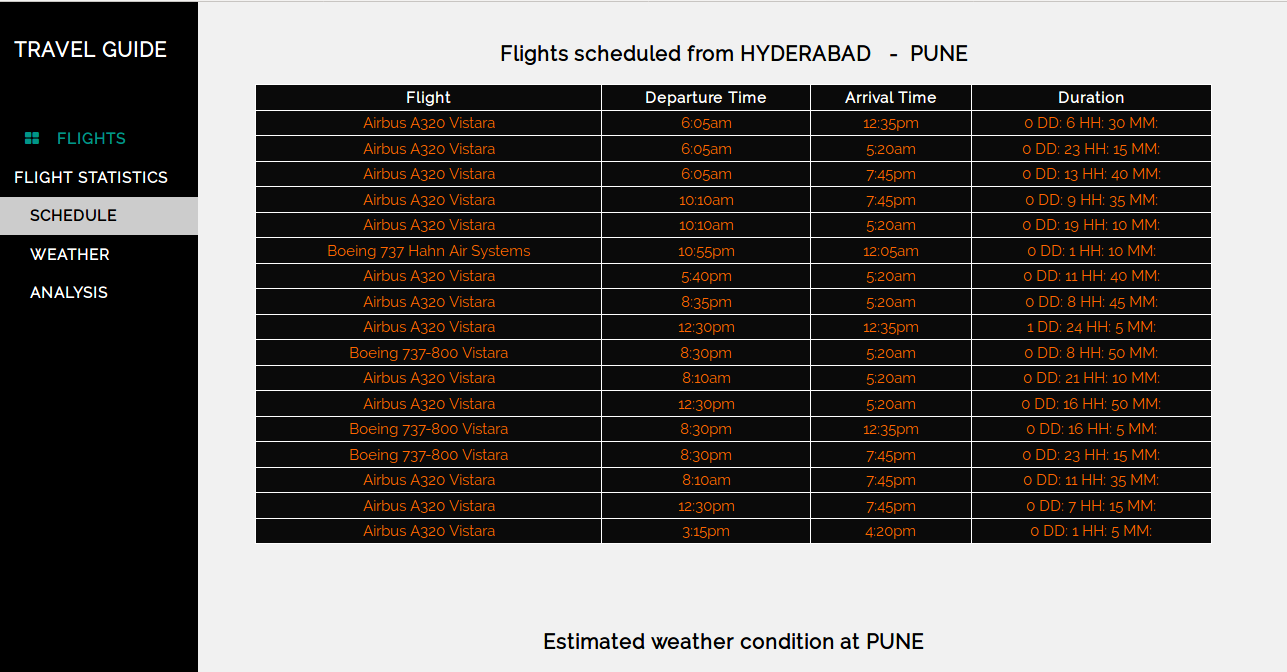 TRAVEL GUIDE
FLIGHTS
FLIGHT STATISTICS
SCHEDULE
WEATHER
ANALYSIS
Flights scheduled from HYDERABAD - PUNE
Flight Departure Time Arrival Time Duration
Airbus A320 Vistara 6:05am 12:35pm 0 DD: 6 HH: 30 MM:
Airbus A320 Vistara 6:05am 5:20am 0 DD: 23 HH: 15 MM:
Airbus A320 Vistara 6:05am 7:45pm 0 DD: 13 HH: 40 MM:
Airbus A320 Vistara 10:10am 7:45pm 0 DD: 9 HH: 35 MM:
Airbus A320 Vistara 10:10am 5:20am 0 DD: 19 HH: 10 MM:
Boeing 737 Hahn Air Systems 10:55pm 12:05am 0 DD: 1 HH: 10 MM:
Airbus A320 Vistara 5:40pm 5:20am 0 DD: 11 HH: 40 MM:
Airbus A320 Vistara 8:35pm 5:20am 0 DD: 8 HH: 45 MM:
Airbus A320 Vistara 12:30pm 12:35pm 1 DD: 24 HH: 5 MM:
Boeing 737-800 Vistara 8:30pm 5:20am 0 DD: 8 HH: 50 MM:
Airbus A320 Vistara 8:10am 5:20am 0 DD: 21 HH: 10 MM:
Airbus A320 Vistara 12:30pm 5:20am 0 DD: 16 HH: 50 MM:
Boeing 737-800 Vistara 8:30pm 12:35pm 0 DD: 16 HH: 5 MM:
Boeing 737-800 Vistara 8:30pm 7:45pm 0 DD: 23 HH: 15 MM:
Airbus A320 Vistara 8:10am 7:45pm 0 DD: 11 HH: 35 MM:
Airbus A320 Vistara 12:30pm 7:45pm 0 DD: 7 HH: 15 MM:
Airbus A320 Vistara 3:15pm 4:20pm 0 DD: 1 HH: 5 MM:
Estimated weather condition at PUNE